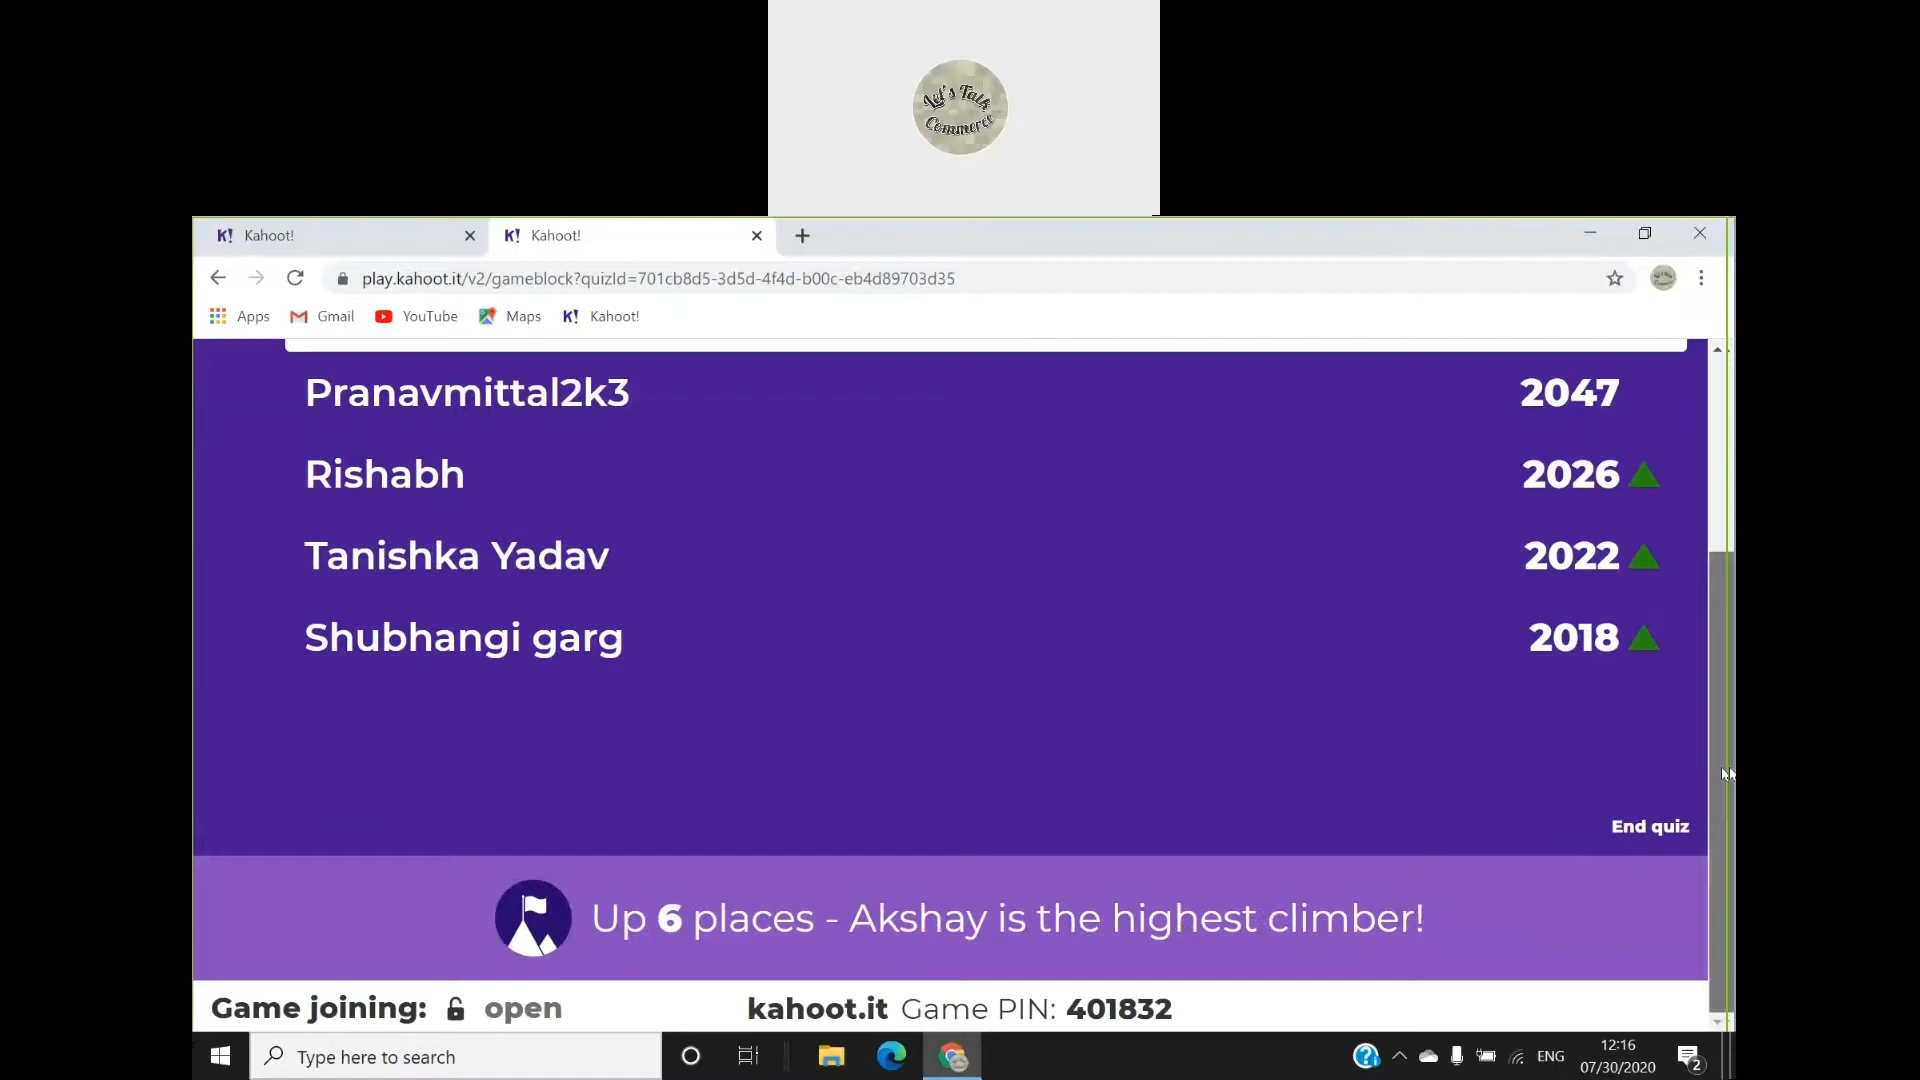 Let's Talk
Commerce
K! Kahoot!
K! Kahoot!
play.kahoot.it/v2/gameblock?quizId=701cb8d5-3d5d-4f4d-b00c-eb4d89703d35
Apps
Gmail
YouTube
Maps
K! Kahoot!
Pranavmittal2k3 2047
Rishabh 2026
Tanishka Yadav 2022
Shubhangi garg 2018
End quiz
Up 6 places - Akshay is the highest climber!
Game joining: open kahoot.it Game PIN: 401832
Type here to search
ENG
12:16
07/30/2020
2